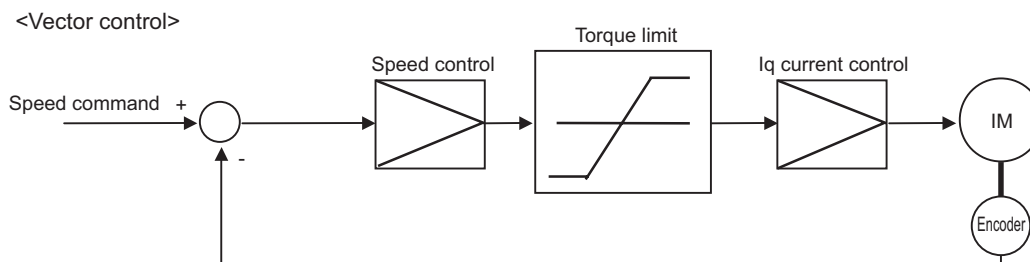 <Vector control>
Torque limit
Speed control
Iq current control
Speed command +
-
IM
Encoder